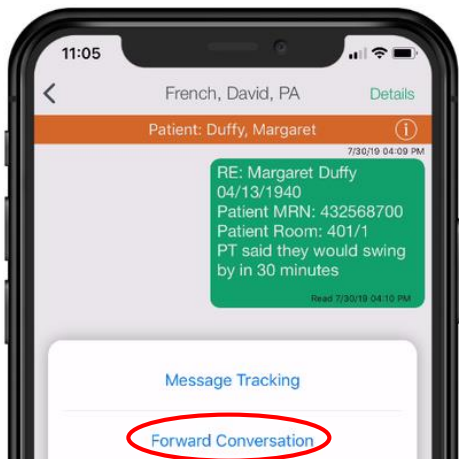 11:05
French, David, PA
Details
Patient: Duffy, Margaret
i
7/30/19 04:09 PM
RE: Margaret Duffy
04/13/1940
Patient MRN: 432568700
Patient Room: 401/1
PT said they would swing
by in 30 minutes
Read 7/30/19 04:10 PM
Message Tracking
Forward Conversation